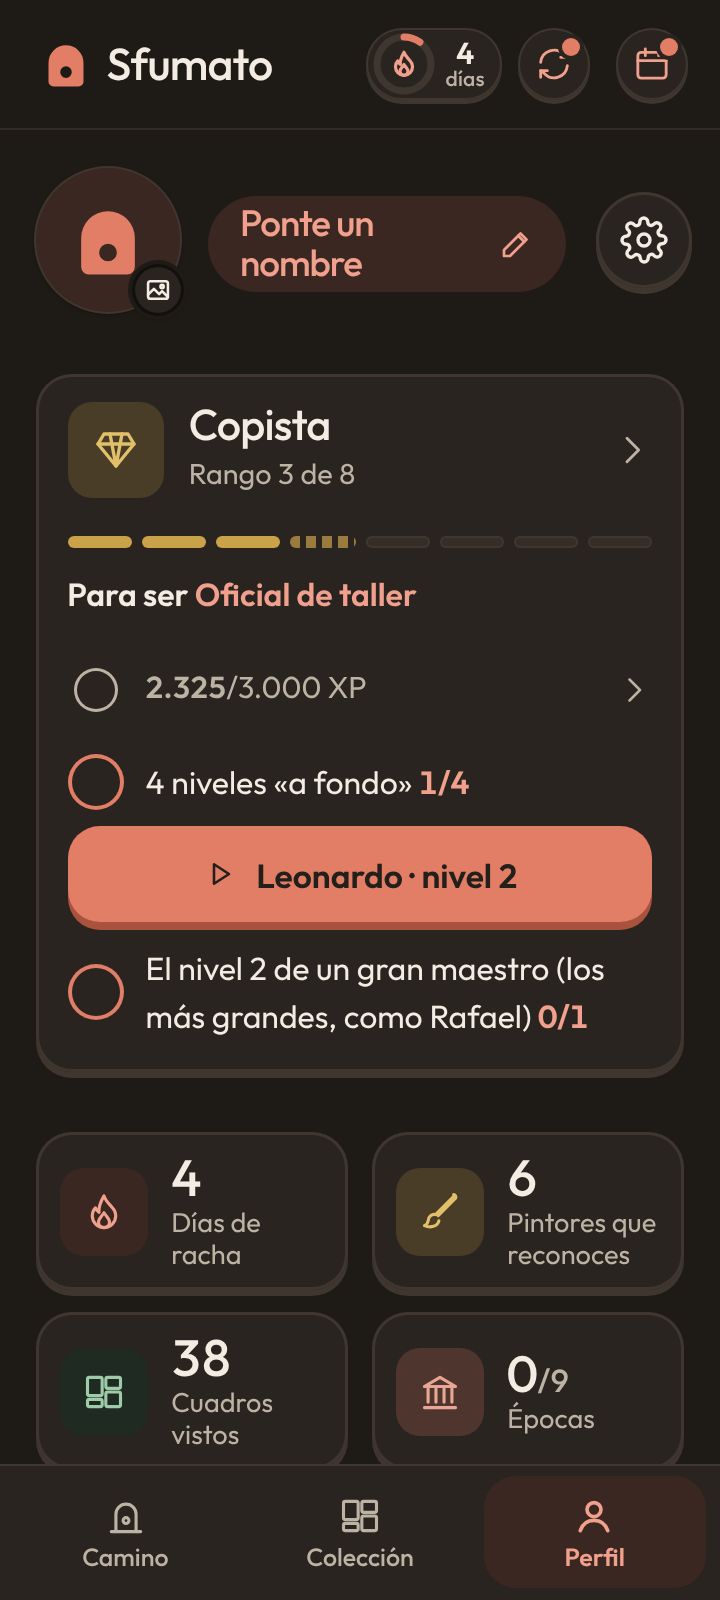 Sfumato
4
días
Ponte un
nombre
Copista
Rango 3 de 8
Para ser Oficial de taller
2.325/3.000 XP
4 niveles «a fondo» 1/4
Leonardo · nivel 2
El nivel 2 de un gran maestro (los
más grandes, como Rafael) 0/1
4
Días de
racha
6
Pintores que
reconoces
38
Cuadros
vistos
0/9
Épocas
Camino
Colección
Perfil